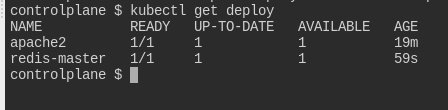 controlplane $ kubectl get deploy
NAME           READY   UP-TO-DATE   AVAILABLE   AGE
apache2        1/1     1            1           19m
redis-master   1/1     1            1           59s
controlplane $